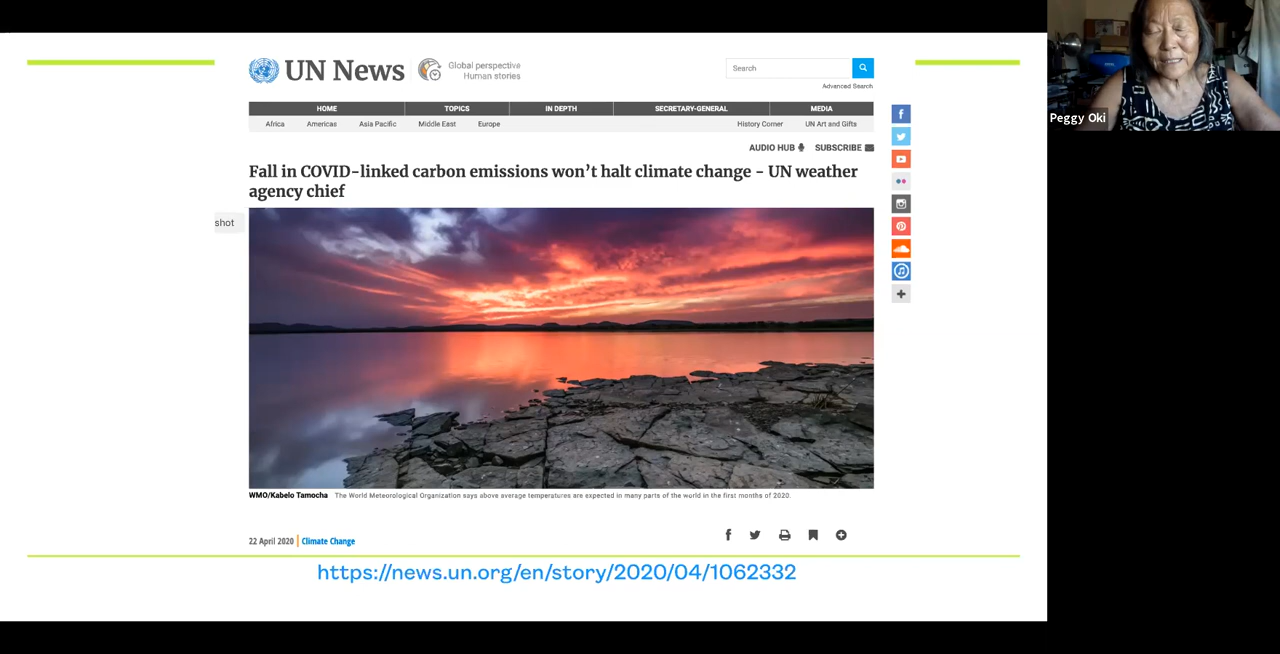 UN News
Global perspective
Human stories
Search
Advanced Search
HOME TOPICS IN DEPTH SECRETARY-GENERAL MEDIA
Africa Americas Asia Pacific Middle East Europe History Corner UN Art and Gifts
AUDIO HUB SUBSCRIBE
Fall in COVID-linked carbon emissions won’t halt climate change – UN weather
agency chief
shot
WMO/Kabelo Tamocha The World Meteorological Organization says above average temperatures are expected in many parts of the world in the first months of 2020.
22 April 2020 | Climate Change
https://news.un.org/en/story/2020/04/1062332
Peggy Oki